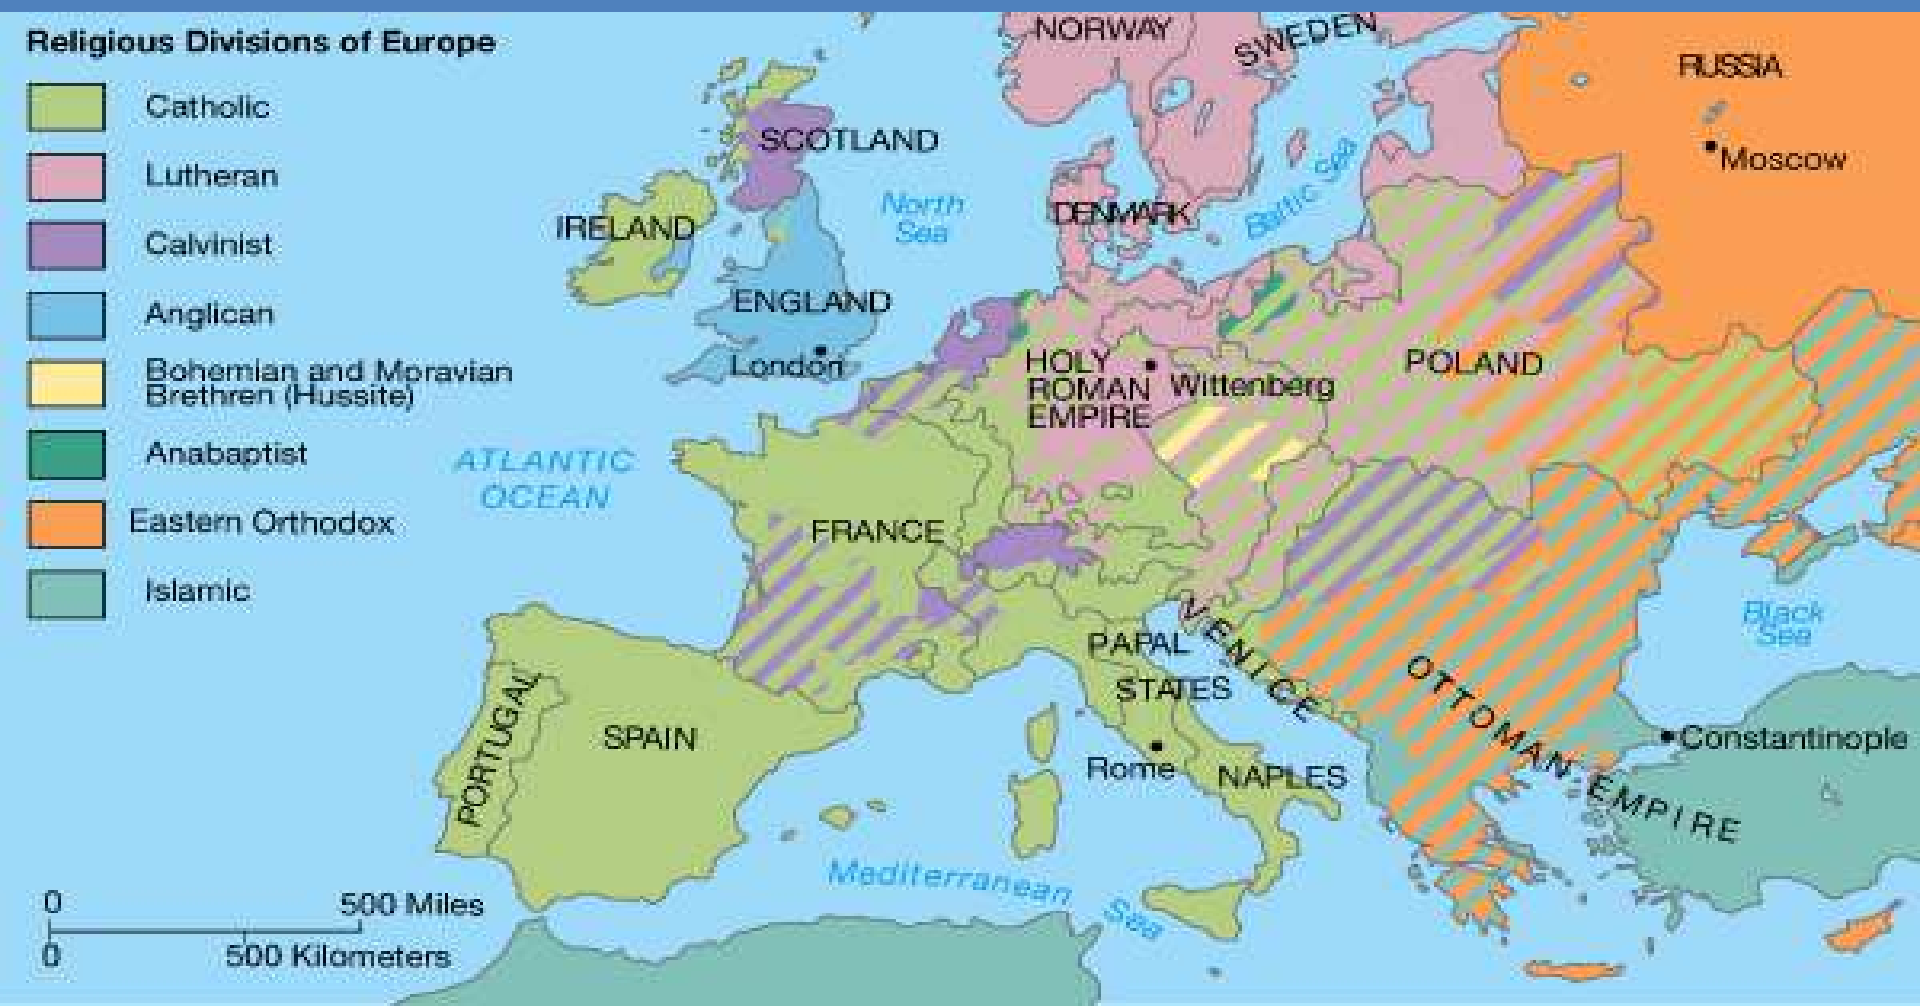 Religious Divisions of Europe
Catholic
Lutheran
Calvinist
Anglican
Bohemian and Moravian
Brethren (Hussite)
Anabaptist
Eastern Orthodox
Islamic
NORWAY
SWEDEN
RUSSIA
Moscow
SCOTLAND
North
Sea
Baltic Sea
IRELAND
DENMARK
ENGLAND
London
HOLY
ROMAN
EMPIRE
Wittenberg
POLAND
ATLANTIC
OCEAN
FRANCE
Black
Sea
VENICE
PAPAL
STATES
PORTUGAL
SPAIN
Rome
NAPLES
OTTOMAN EMPIRE
Constantinople
Mediterranean
Sea
0
500 Miles
0
500 Kilometers